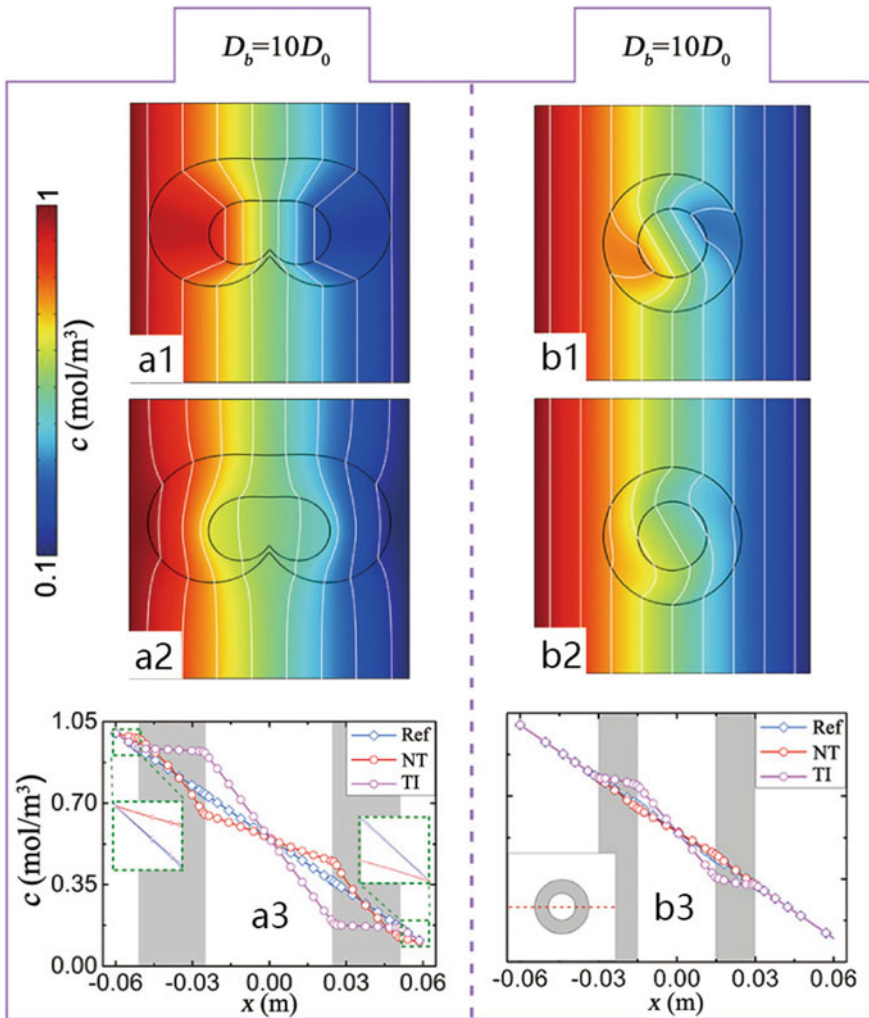 D_b=10D_0
D_b=10D_0
1
0.1
c (mol/m³)
a1
b1
a2
b2
1.05
0.70
0.35
0.00
c (mol/m³)
Ref
NT
TI
a3
-0.06 -0.03 0.00 0.03 0.06
x (m)
Ref
NT
TI
b3
-0.06 -0.03 0.00 0.03 0.06
x (m)